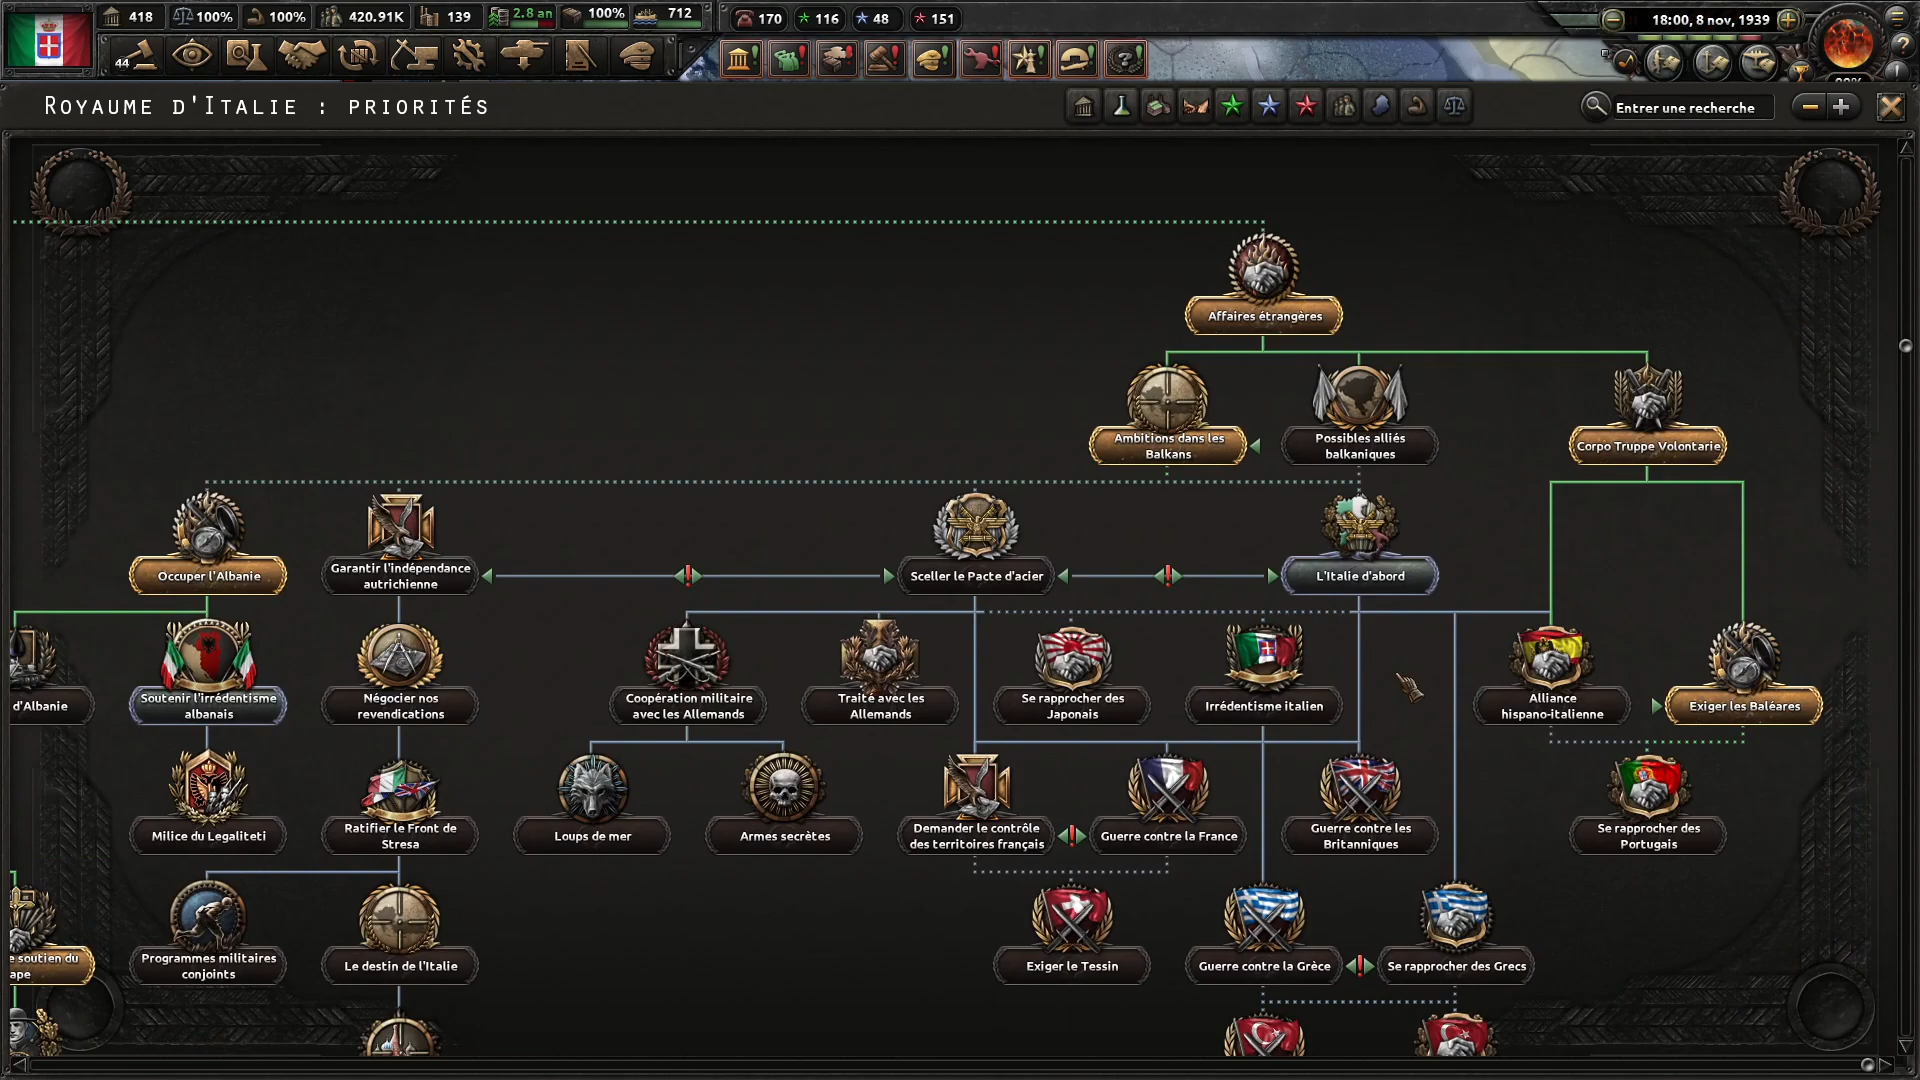 418
100%
100%
420.91K
139
2.8 an
100%
712
170
116
48
151
18:00, 8 nov, 1939
44
Royaume d'Italie : priorités
Entrer une recherche
Affaires étrangères
Ambitions dans les
Balkans
Possibles alliés
balkaniques
Corpo Truppe Volontarie
Occuper l'Albanie
Garantir l'indépendance
autrichienne
Sceller le Pacte d'acier
L'Italie d'abord
d'Albanie
Soutenir l'irrédentisme
albanais
Négocier nos
revendications
Coopération militaire
avec les Allemands
Traité avec les
Allemands
Se rapprocher des
Japonais
Irrédentisme italien
Alliance
hispano-italienne
Exiger les Baléares
Milice du Legaliteti
Ratifier le Front de
Stresa
Loups de mer
Armes secrètes
Demander le contrôle
des territoires français
Guerre contre la France
Guerre contre les
Britanniques
Se rapprocher des
Portugais
e soutien du
ape
Programmes militaires
conjoints
Le destin de l'Italie
Exiger le Tessin
Guerre contre la Grèce
Se rapprocher des Grecs